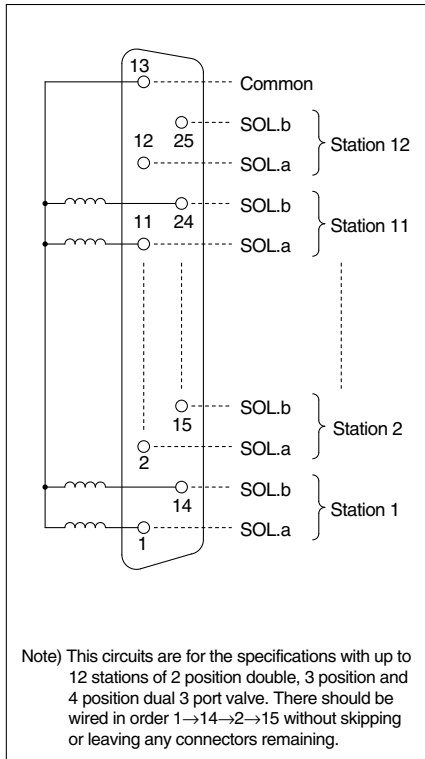 13
Common
SOL.b
12 25
SOL.a
Station 12
SOL.b
11 24
SOL.a
Station 11
SOL.b
15
SOL.a
2
Station 2
SOL.b
14
SOL.a
1
Station 1
Note) This circuits are for the specifications with up to
12 stations of 2 position double, 3 position and
4 position dual 3 port valve. There should be
wired in order 1→14→2→15 without skipping
or leaving any connectors remaining.